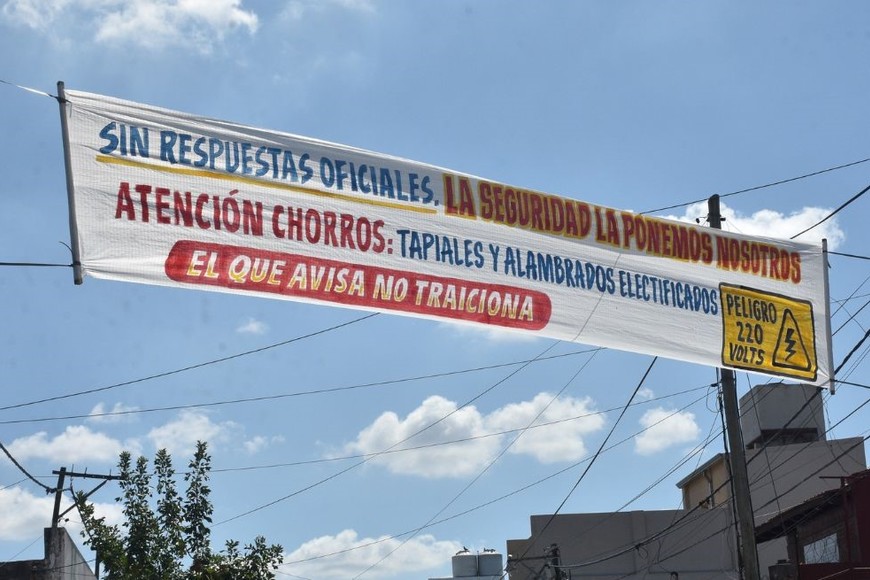 SIN RESPUESTAS OFICIALES, LA SEGURIDAD LA PONEMOS NOSOTROS
ATENCIÓN CHORROS: TAPIALES Y ALAMBRADOS ELECTRIFICADOS
EL QUE AVISA NO TRAICIONA
PELIGRO
220
VOLTS